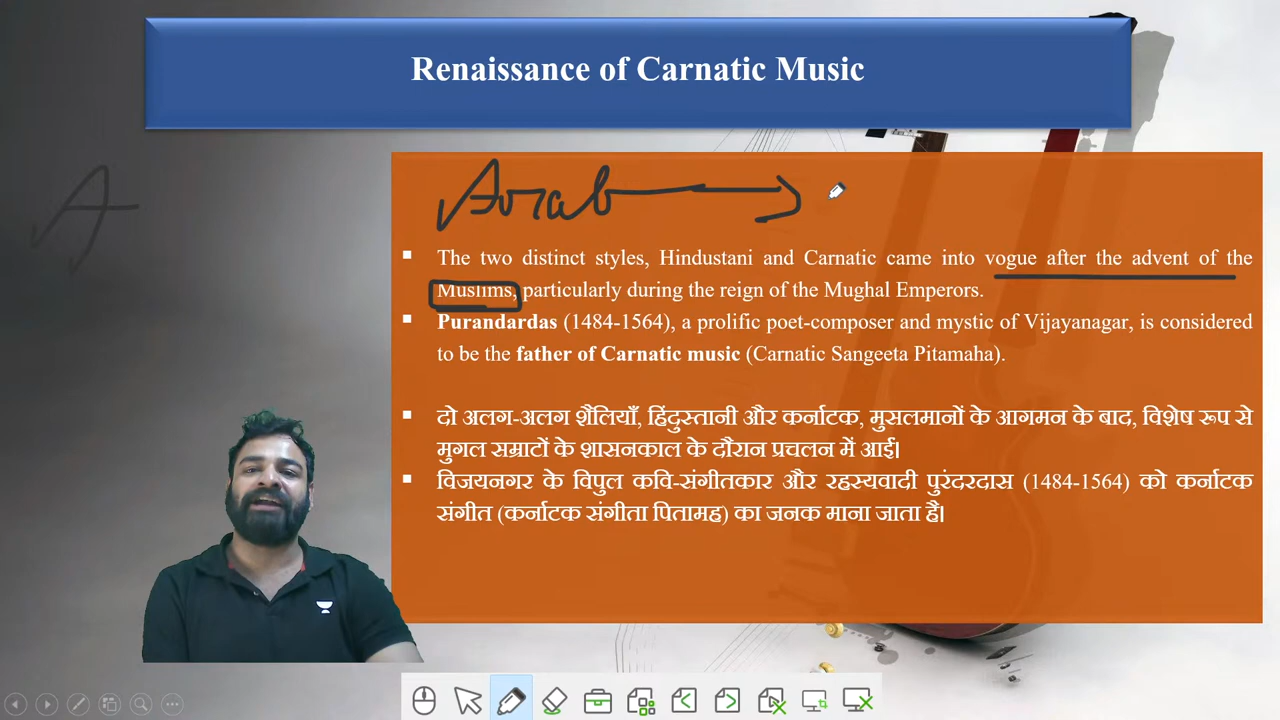 Renaissance of Carnatic Music
A
Arab
The two distinct styles, Hindustani and Carnatic came into vogue after the advent of the
Muslims, particularly during the reign of the Mughal Emperors.
Purandardas (1484-1564), a prolific poet-composer and mystic of Vijayanagar, is considered
to be the father of Carnatic music (Carnatic Sangeeta Pitamaha).
दो अलग-अलग शैलियाँ, हिंदुस्तानी और कर्नाटक, मुसलमानों के आगमन के बाद, विशेष रूप से
मुगल सम्राटों के शासनकाल के दौरान प्रचलन में आई।
विजयनगर के विपुल कवि-संगीतकार और रहस्यवादी पुरंदरदास (1484-1564) को कर्नाटक
संगीत (कर्नाटक संगीता पितामह) का जनक माना जाता है।